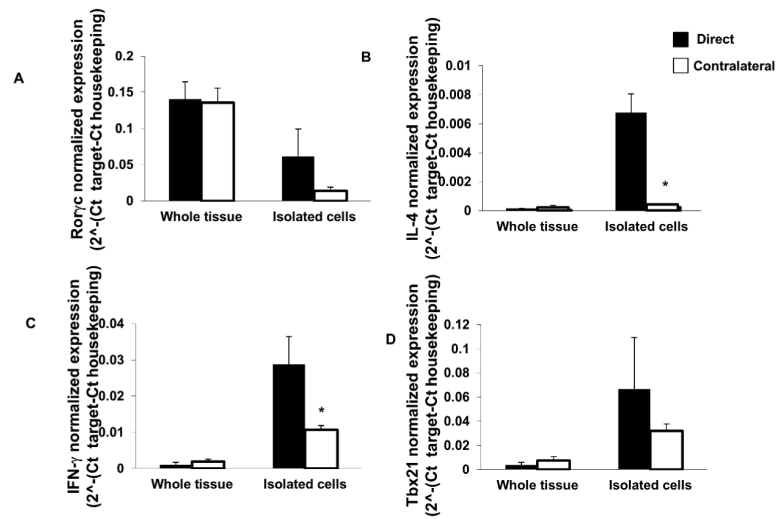 A
Rorγc normalized expression
(2^-(Ct target-Ct housekeeping)
0.2
0.15
0.1
0.05
0
Whole tissue
Isolated cells
B
IL-4 normalized expression
(2^-(Ct target-Ct housekeeping)
0.01
0.008
0.006
0.004
0.002
0
*
Whole tissue
Isolated cells
Direct
Contralateral
C
IFN-γ normalized expression
(2^-(Ct target-Ct housekeeping)
0.04
0.03
0.02
0.01
0
*
Whole tissue
Isolated cells
D
Tbx21 normalized expression
(2^-(Ct target-Ct housekeeping)
0.12
0.1
0.08
0.06
0.04
0.02
0
Whole tissue
Isolated cells